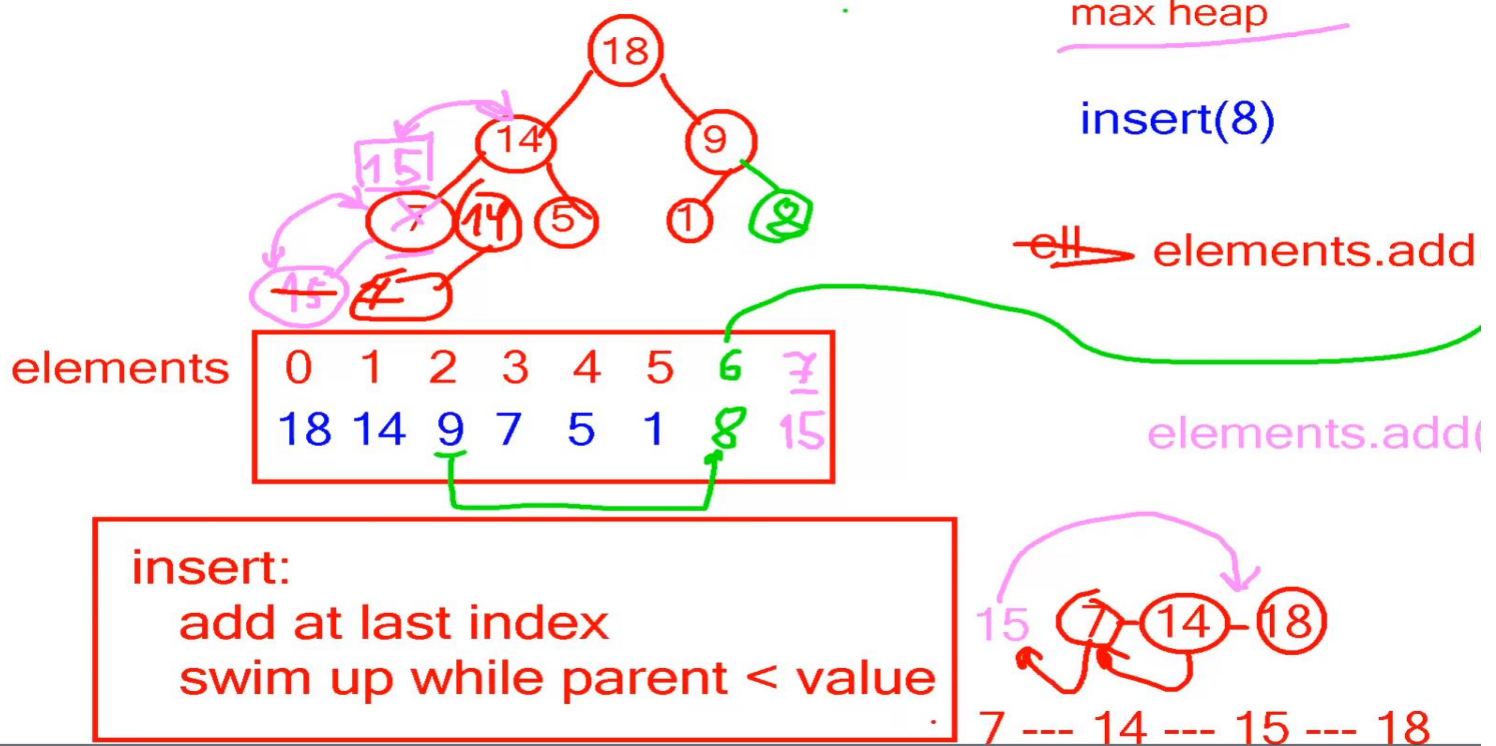 max heap
18
insert(8)
14 9
15
7 14 5 1 8
ell elements.add
15 7
elements 0 1 2 3 4 5 6 7
18 14 9 7 5 1 8 15
elements.add(
insert:
add at last index
swim up while parent < value
15 7 - 14 - 18
7 --- 14 --- 15 --- 18